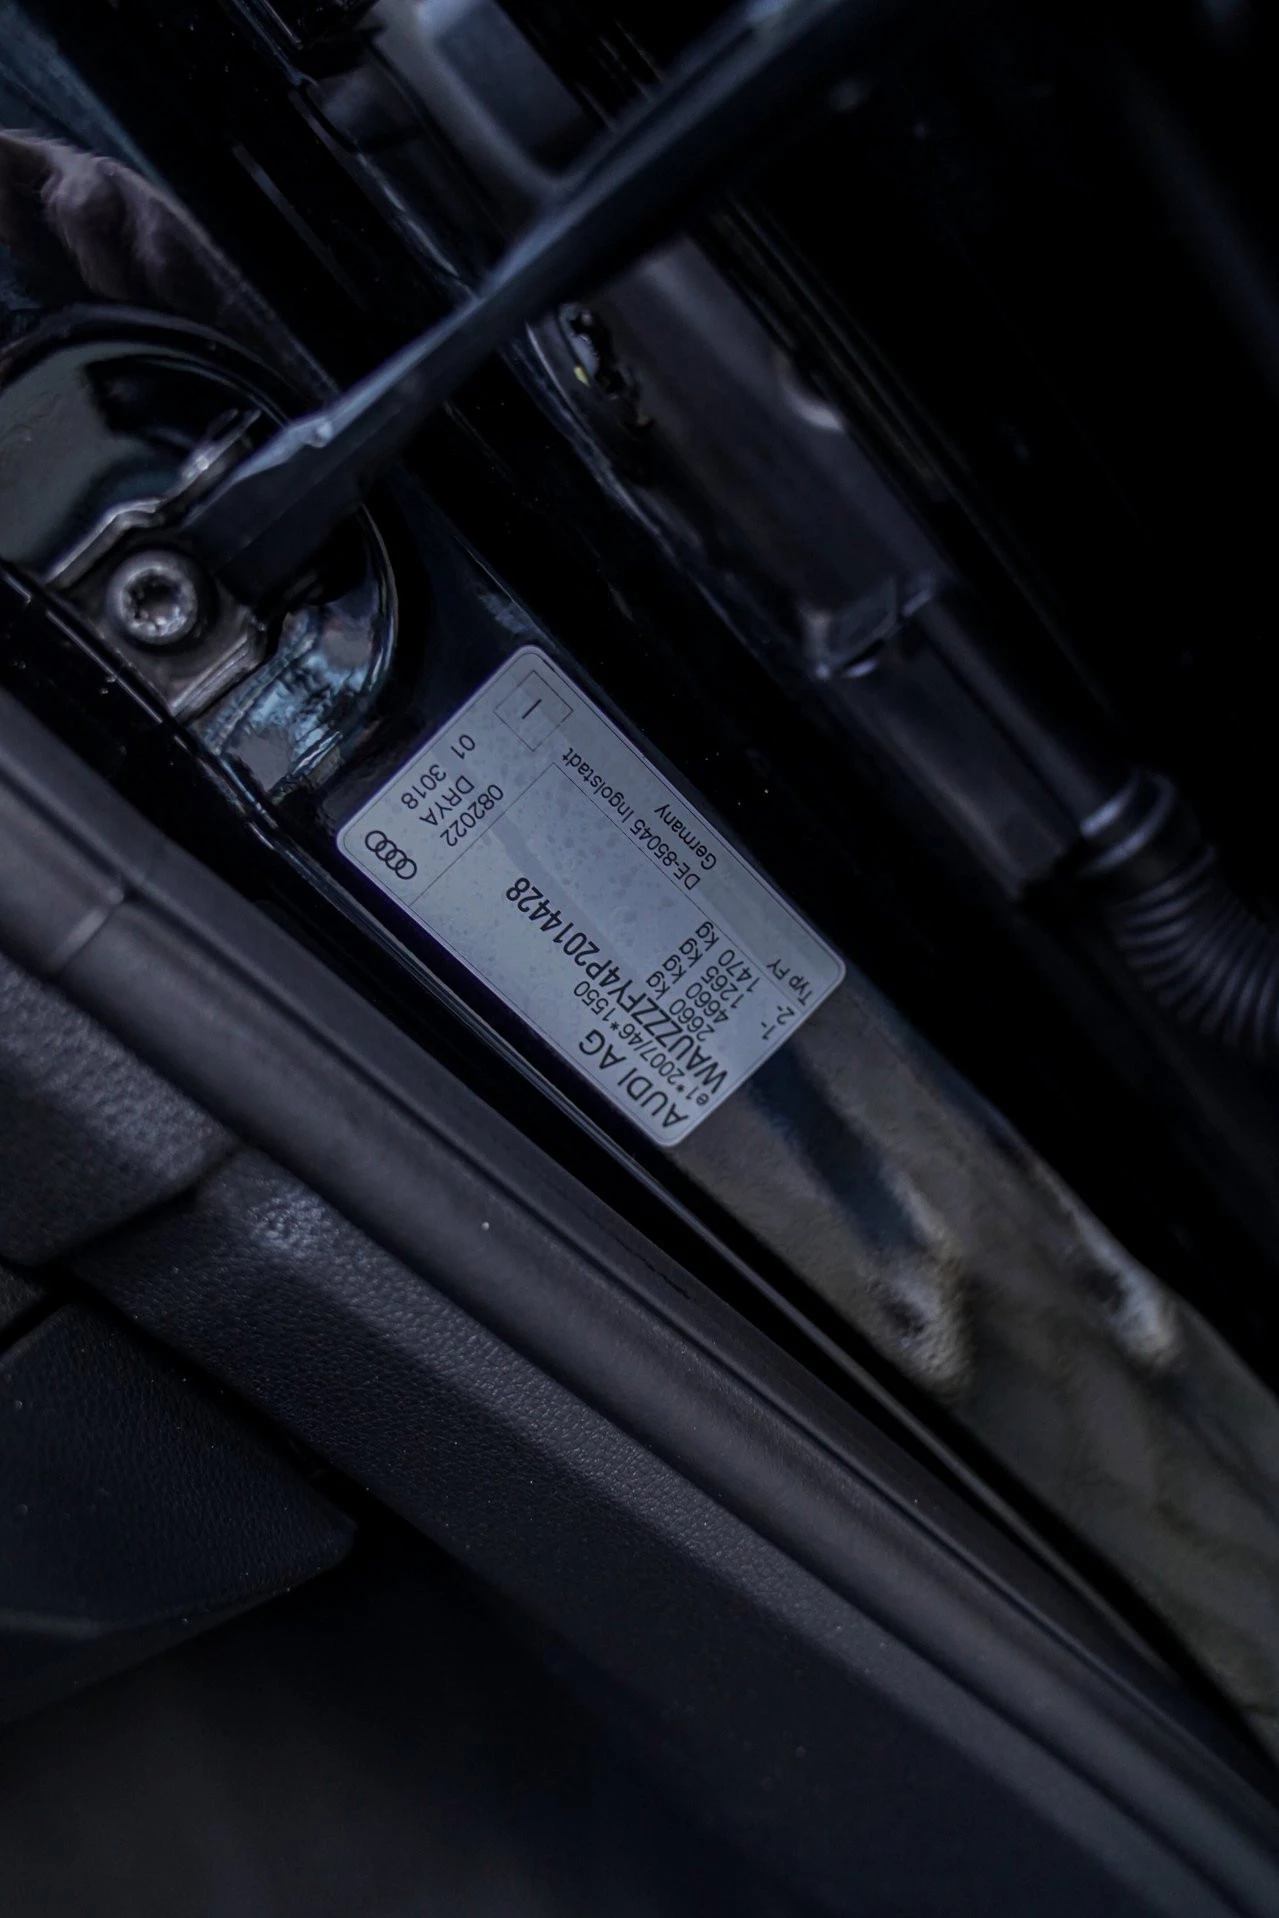 AUDI AG
e1*2007/46*1550
WAUZZZFY4P2014428
2660 kg
4660 kg
1- 1265 kg
2- 1470 kg
Typ FY
DE-85045 Ingolstadt
Germany
082022
DRYA
3018
01
I